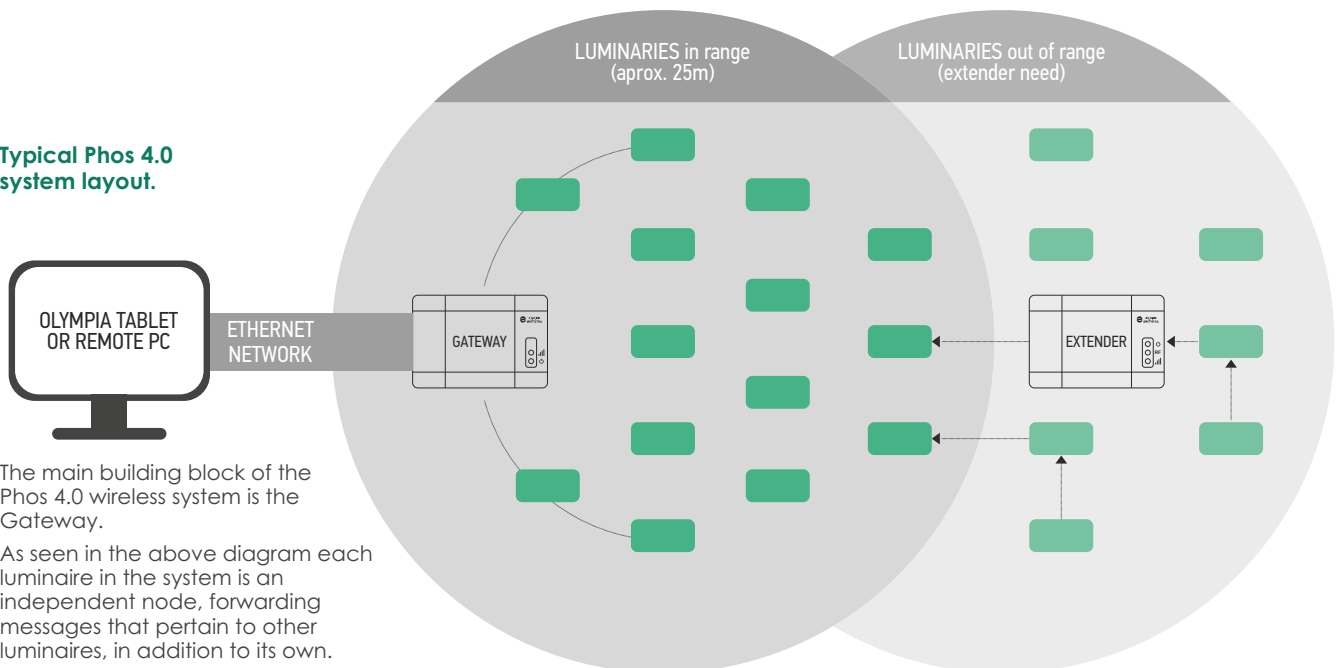 LUMINARIES in range
(aprox. 25m)
LUMINARIES out of range
(extender need)
Typical Phos 4.0
system layout.
OLYMPIA TABLET
OR REMOTE PC
ETHERNET
NETWORK
GATEWAY
EXTENDER
RF
The main building block of the
Phos 4.0 wireless system is the
Gateway.
As seen in the above diagram each
luminaire in the system is an
independent node, forwarding
messages that pertain to other
luminaires, in addition to its own.